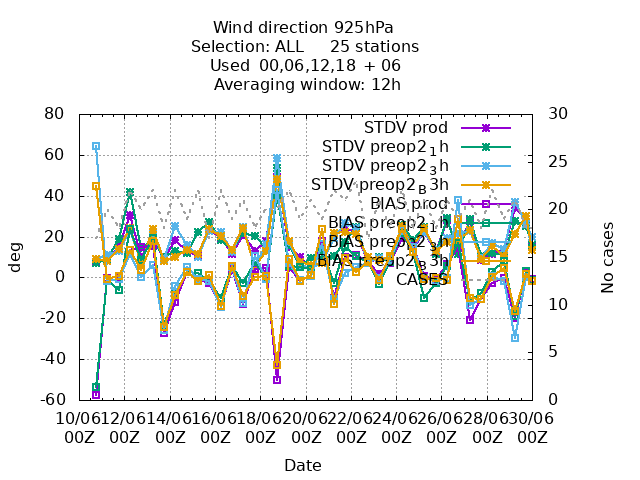 Wind direction 925hPa
Selection: ALL 25 stations
Used 00,06,12,18 + 06
Averaging window: 12h
80 30
STDV prod
25
60 STDV preop2_1h
STDV preop2_3h
40 STDV preop2_B3h 20
BIAS prod
20 BIAS preop2_1h
BIAS preop2_3h 15
BIAS preop2_B3h
0 CASES
10
-20
-40 5
-60 0
deg
No cases
10/06 12/06 14/06 16/06 18/06 20/06 22/06 24/06 26/06 28/06 30/06
00Z 00Z 00Z 00Z 00Z 00Z 00Z 00Z 00Z 00Z 00Z
Date